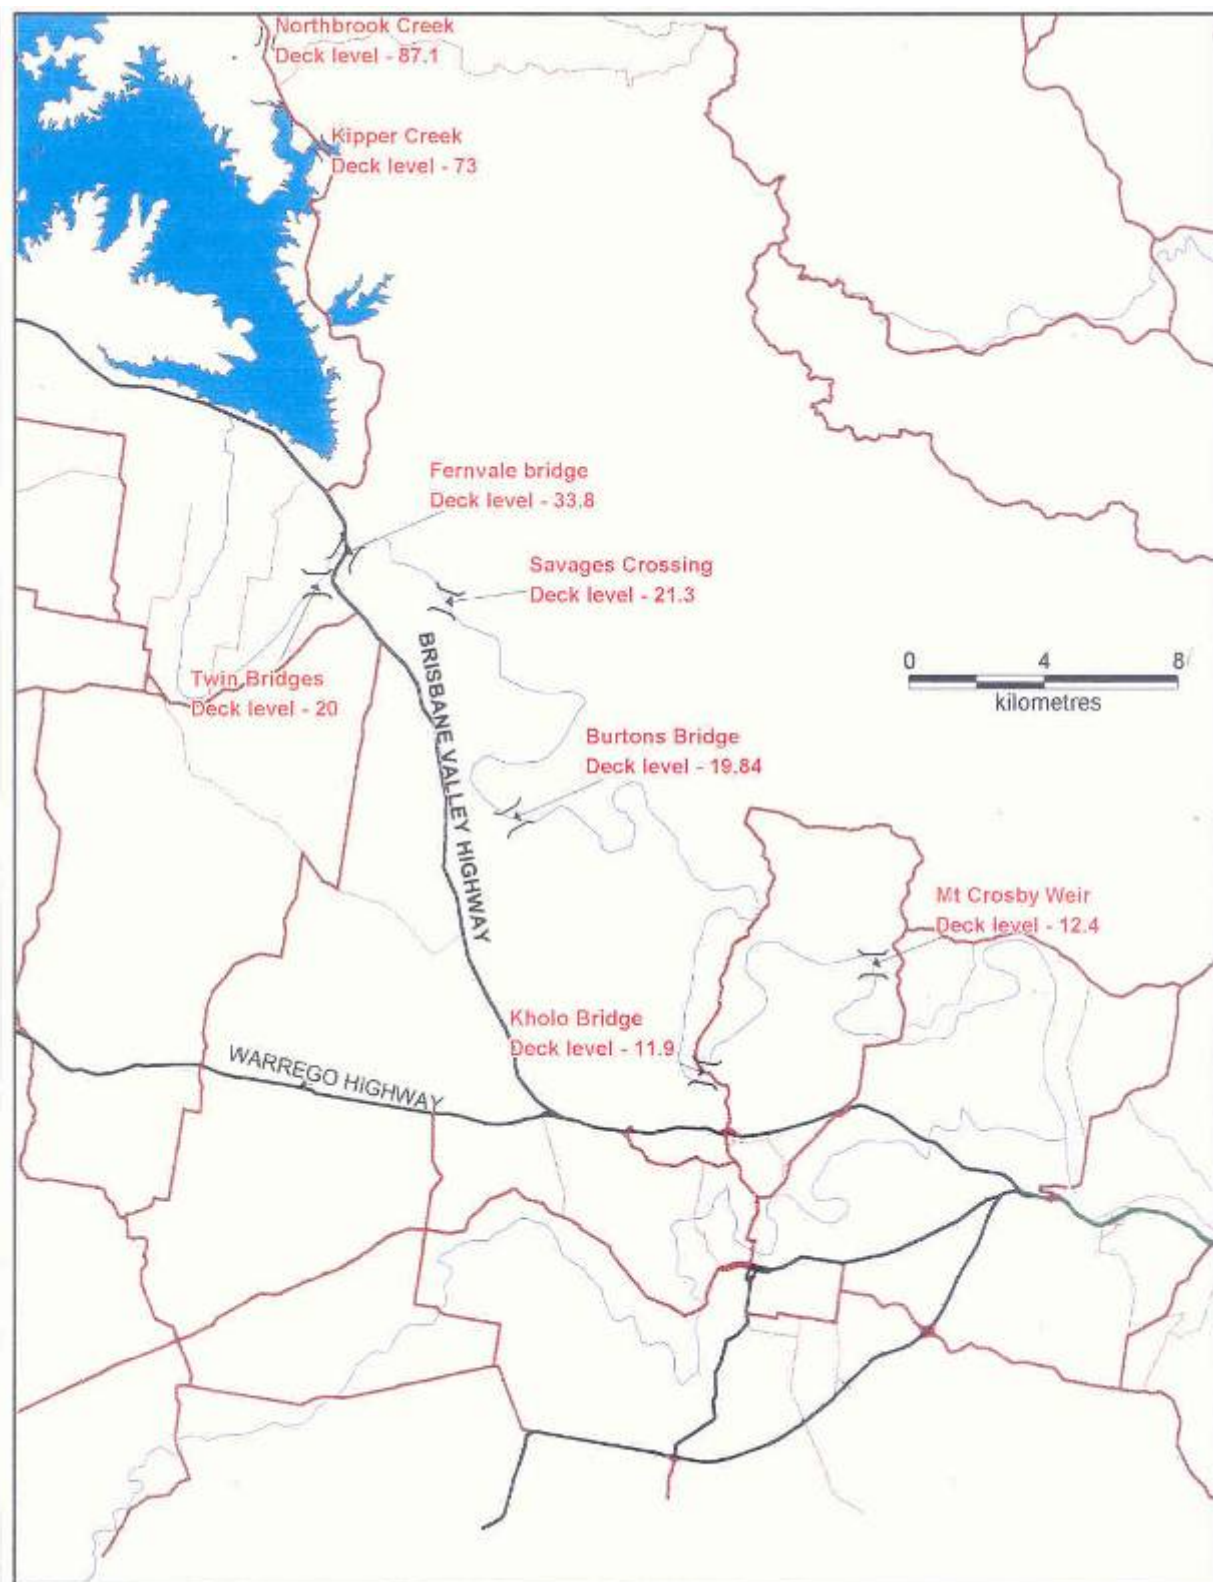 Northbrook Creek
Deck level - 87.1
Kipper Creek
Deck level - 73
Fernvale bridge
Deck level - 33.8
Savages Crossing
Deck level - 21.3
Twin Bridges
Deck level - 20
BRISBANE VALLEY HIGHWAY
0 4 8
kilometres
Burtons Bridge
Deck level - 19.84
Mt Crosby Weir
Deck level - 12.4
Kholo Bridge
Deck level - 11.9
WARREGO HIGHWAY